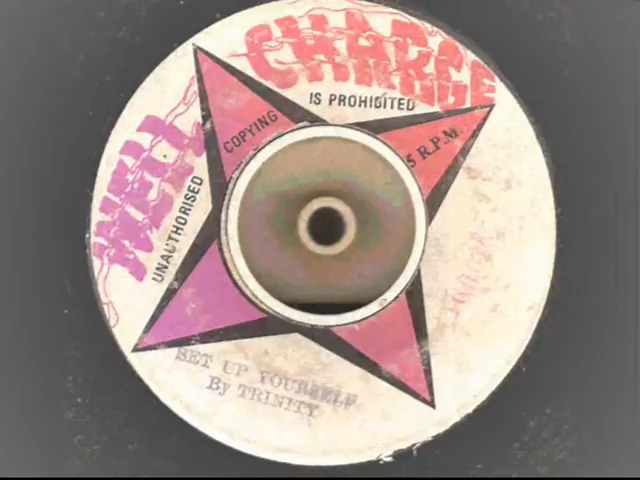 WELL
CHARGE
UNAUTHORISED
COPYING
IS PROHIBITED
5 R.P.M.
SET UP YOURSELF
By TRINITY